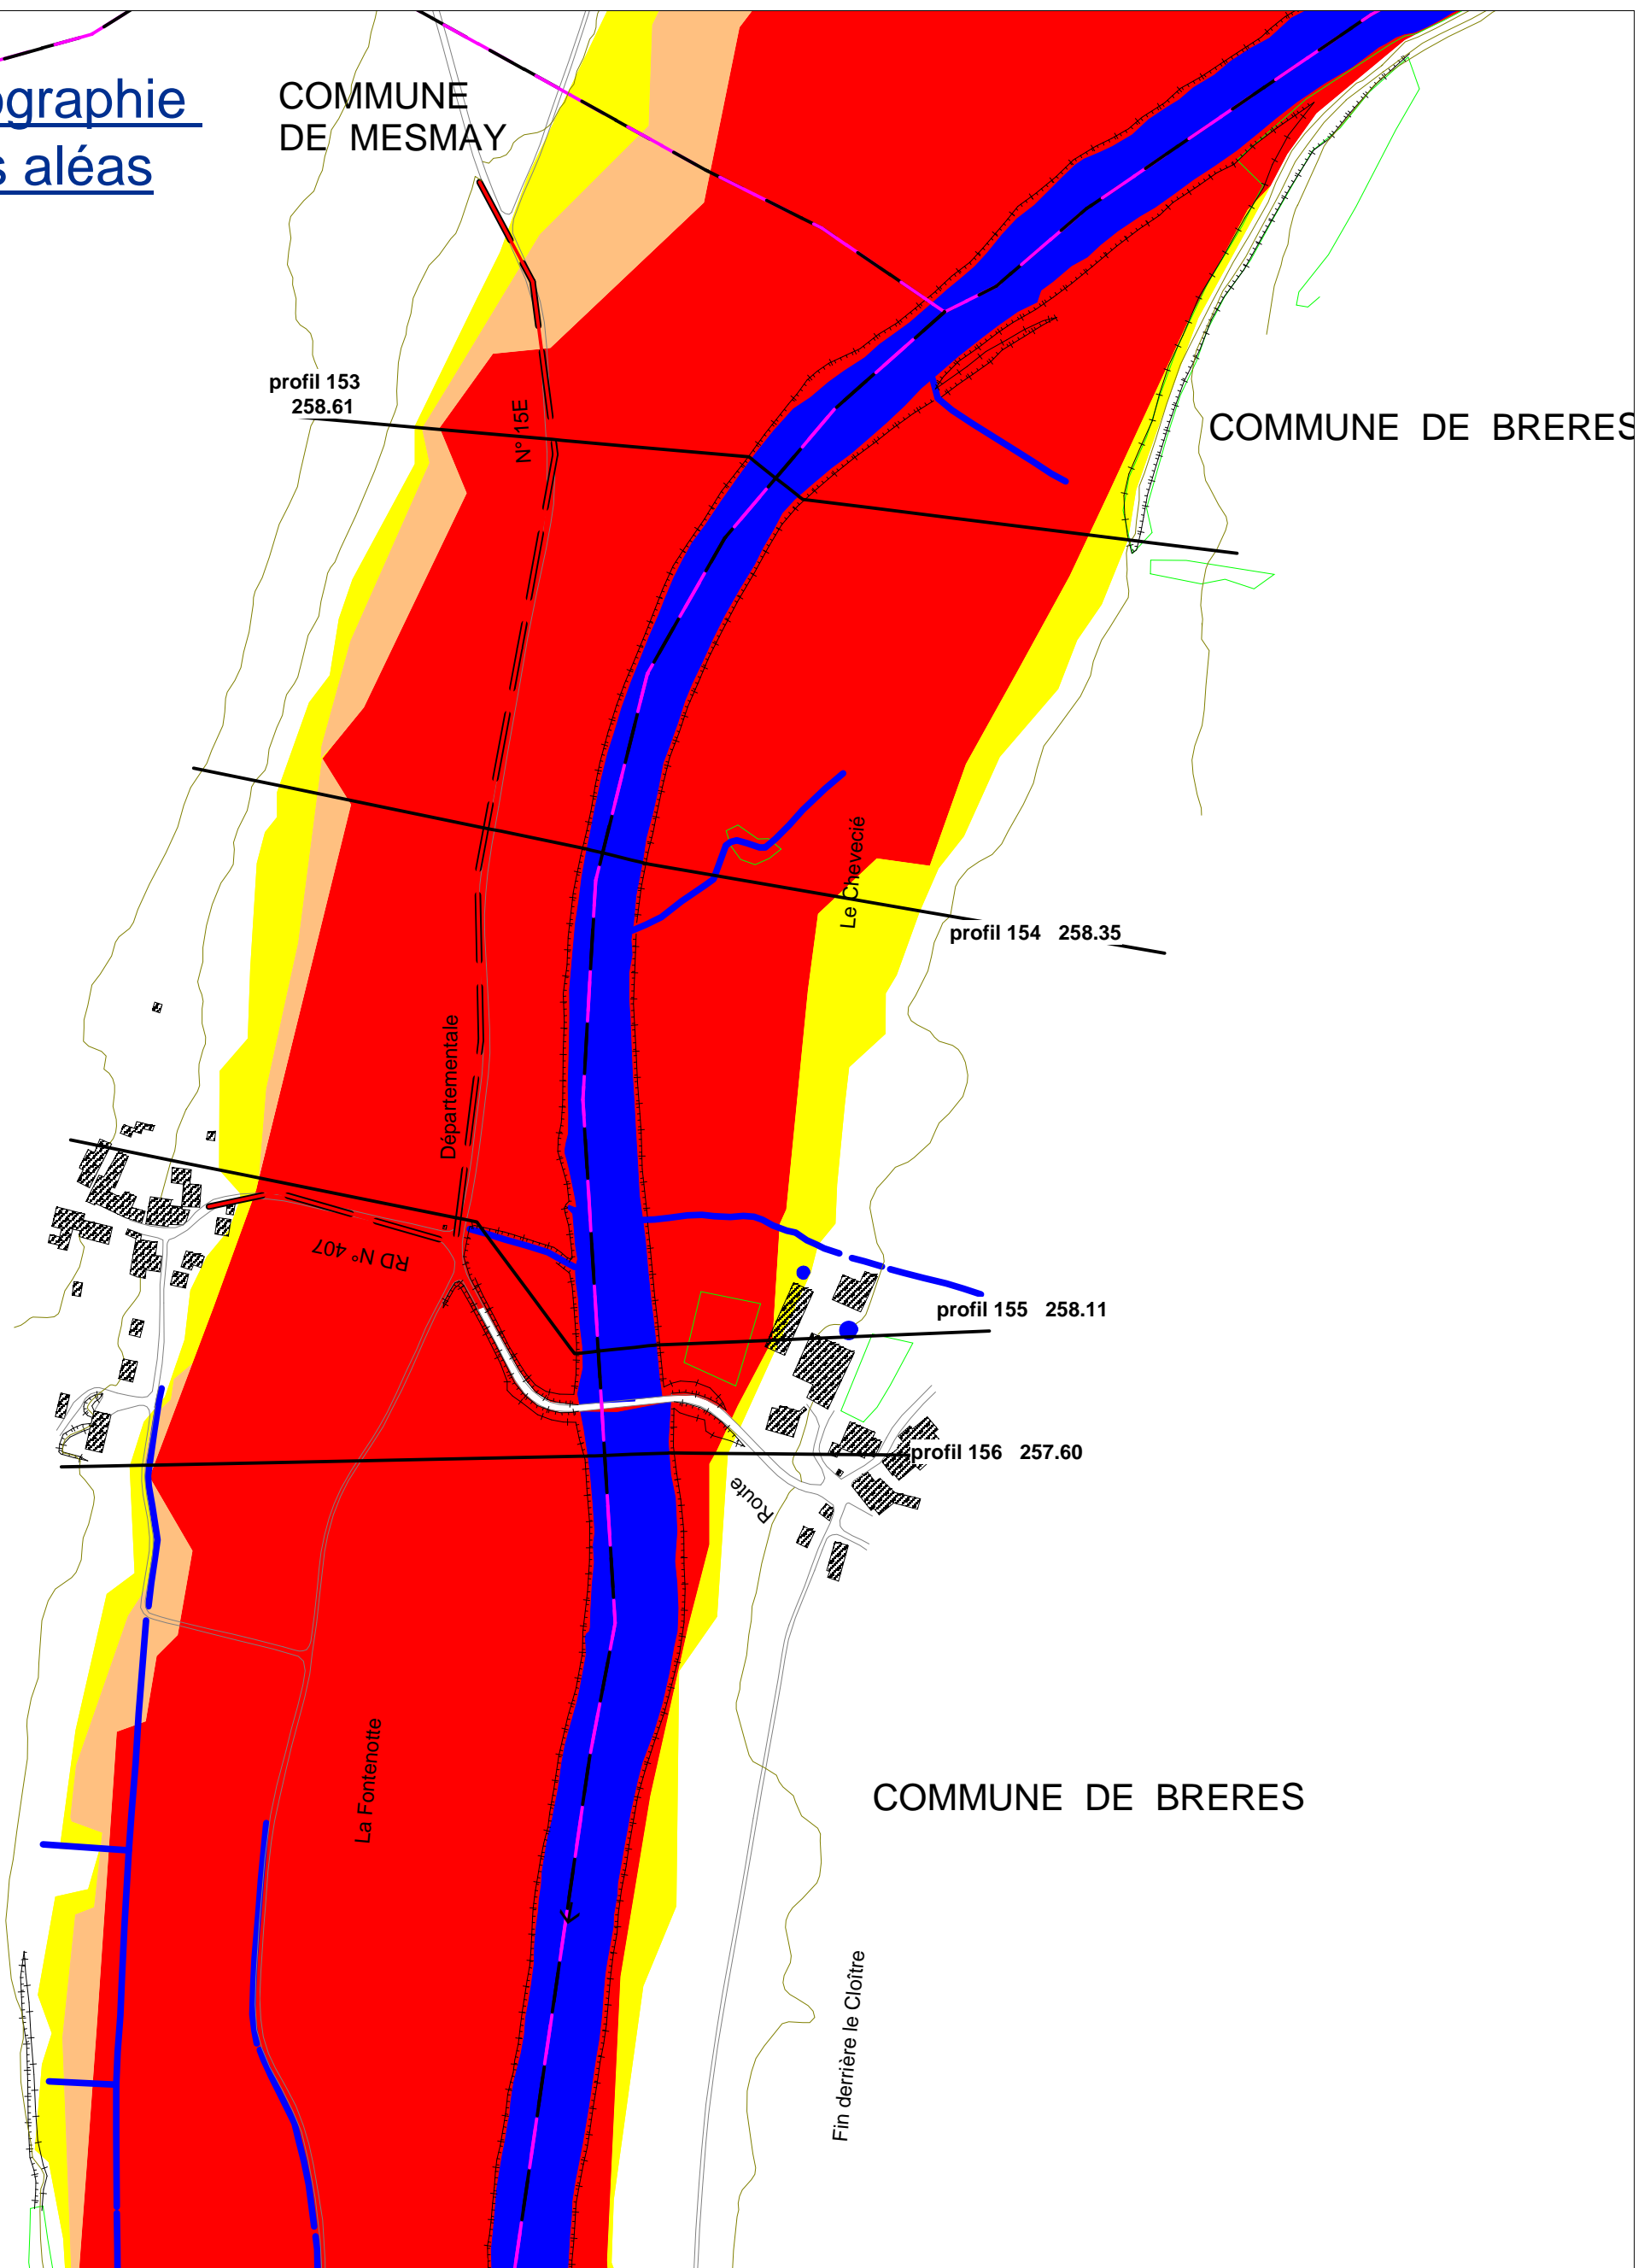 ographie
s aléas
COMMUNE
DE MESMAY
profil 153
258.61
N° 15E
COMMUNE DE BRERES
Le Chevecié
profil 154 258.35
Départementale
RD N° 407
profil 155 258.11
profil 156 257.60
Route
La Fontenotte
COMMUNE DE BRERES
Fin derrière le Cloître